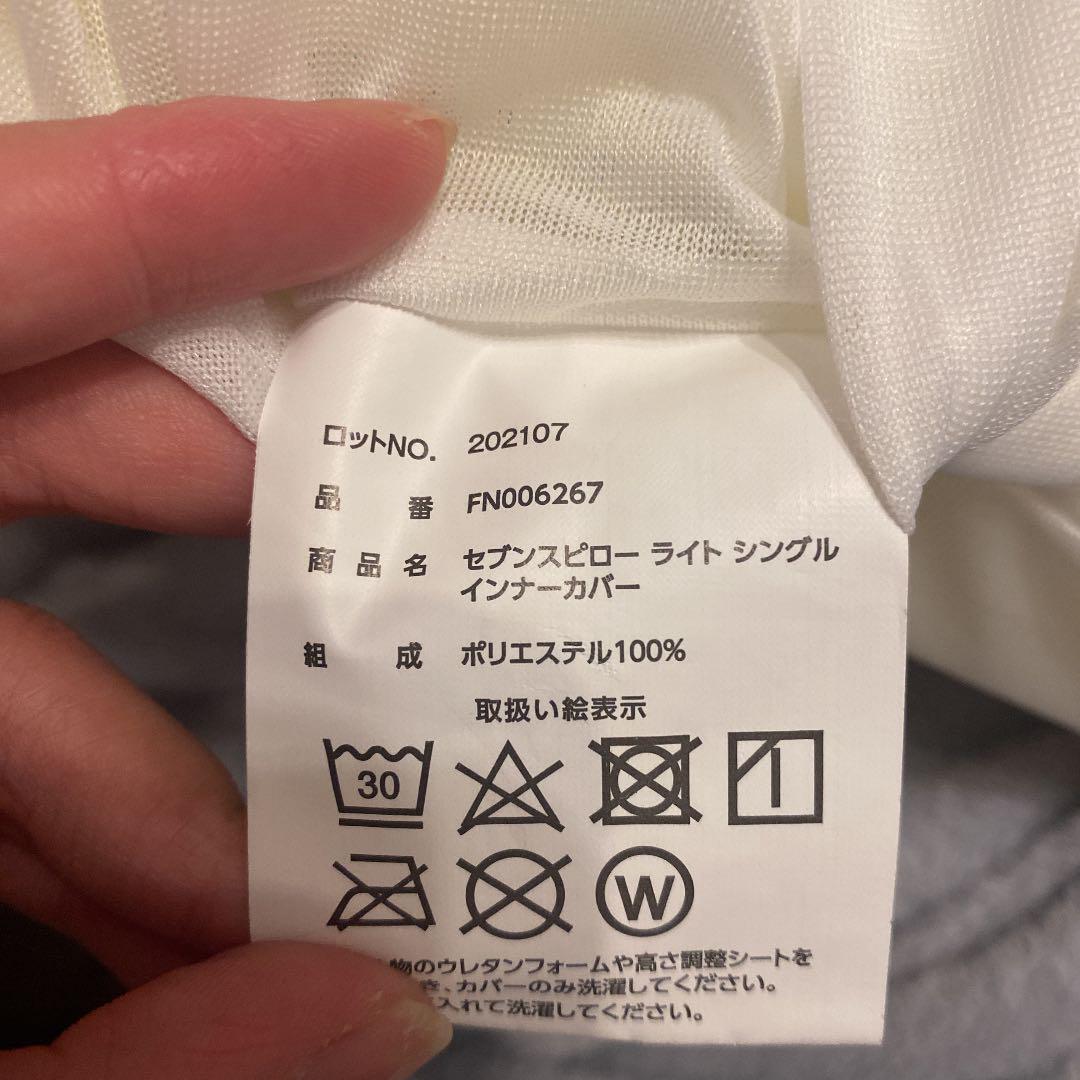 ロットNO. 202107
品番 FN006267
商品名 セブンスピロー ライト シングル
インナーカバー
組成 ポリエステル100%
取扱い絵表示
30
W
物のウレタンフォームや高さ調整シートを
き、カバーのみ洗濯してください。
入れて洗濯してください。